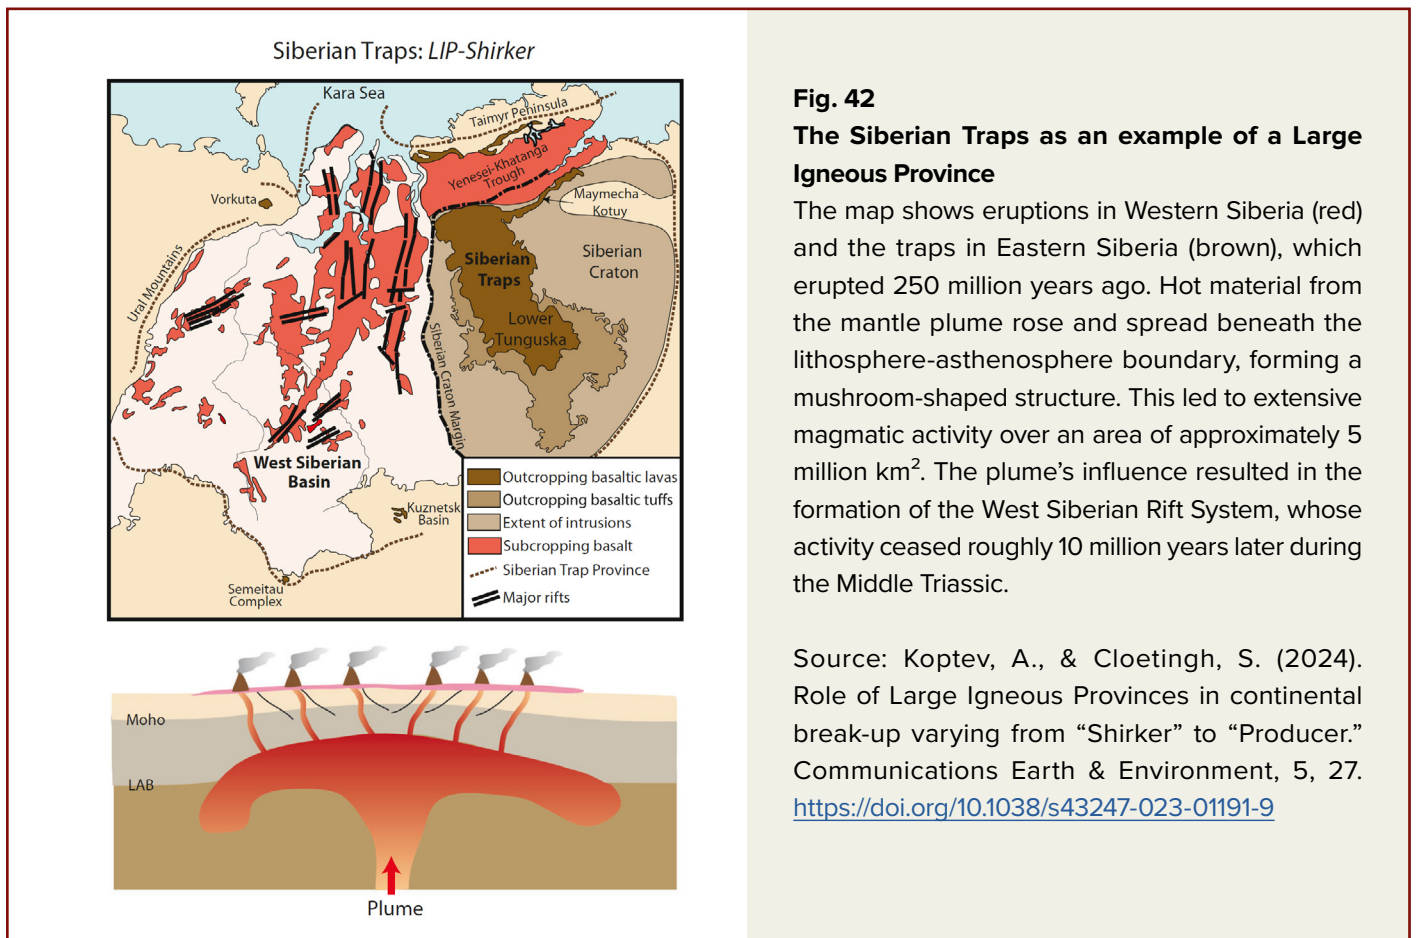 Siberian Traps: LIP-Shirker
Kara Sea
Taimyr Peninsula
Yenesei-Khatanga
Trough
Vorkuta
Maymecha -
Kotuy
Ural Mountains
Siberian
Traps
Siberian
Craton
Lower
Tunguska
Siberian Craton Margin
West Siberian
Basin
Kuznetsk
Basin
Semeitau
Complex
Outcropping basaltic lavas
Outcropping basaltic tuffs
Extent of intrusions
Subcropping basalt
Siberian Trap Province
Major rifts
Moho
LAB
Plume
Fig. 42
The Siberian Traps as an example of a Large
Igneous Province
The map shows eruptions in Western Siberia (red)
and the traps in Eastern Siberia (brown), which
erupted 250 million years ago. Hot material from
the mantle plume rose and spread beneath the
lithosphere-asthenosphere boundary, forming a
mushroom-shaped structure. This led to extensive
magmatic activity over an area of approximately 5
million km². The plume’s influence resulted in the
formation of the West Siberian Rift System, whose
activity ceased roughly 10 million years later during
the Middle Triassic.
Source: Koptev, A., & Cloetingh, S. (2024).
Role of Large Igneous Provinces in continental
break-up varying from “Shirker” to “Producer.”
Communications Earth & Environment, 5, 27.
https://doi.org/10.1038/s43247-023-01191-9